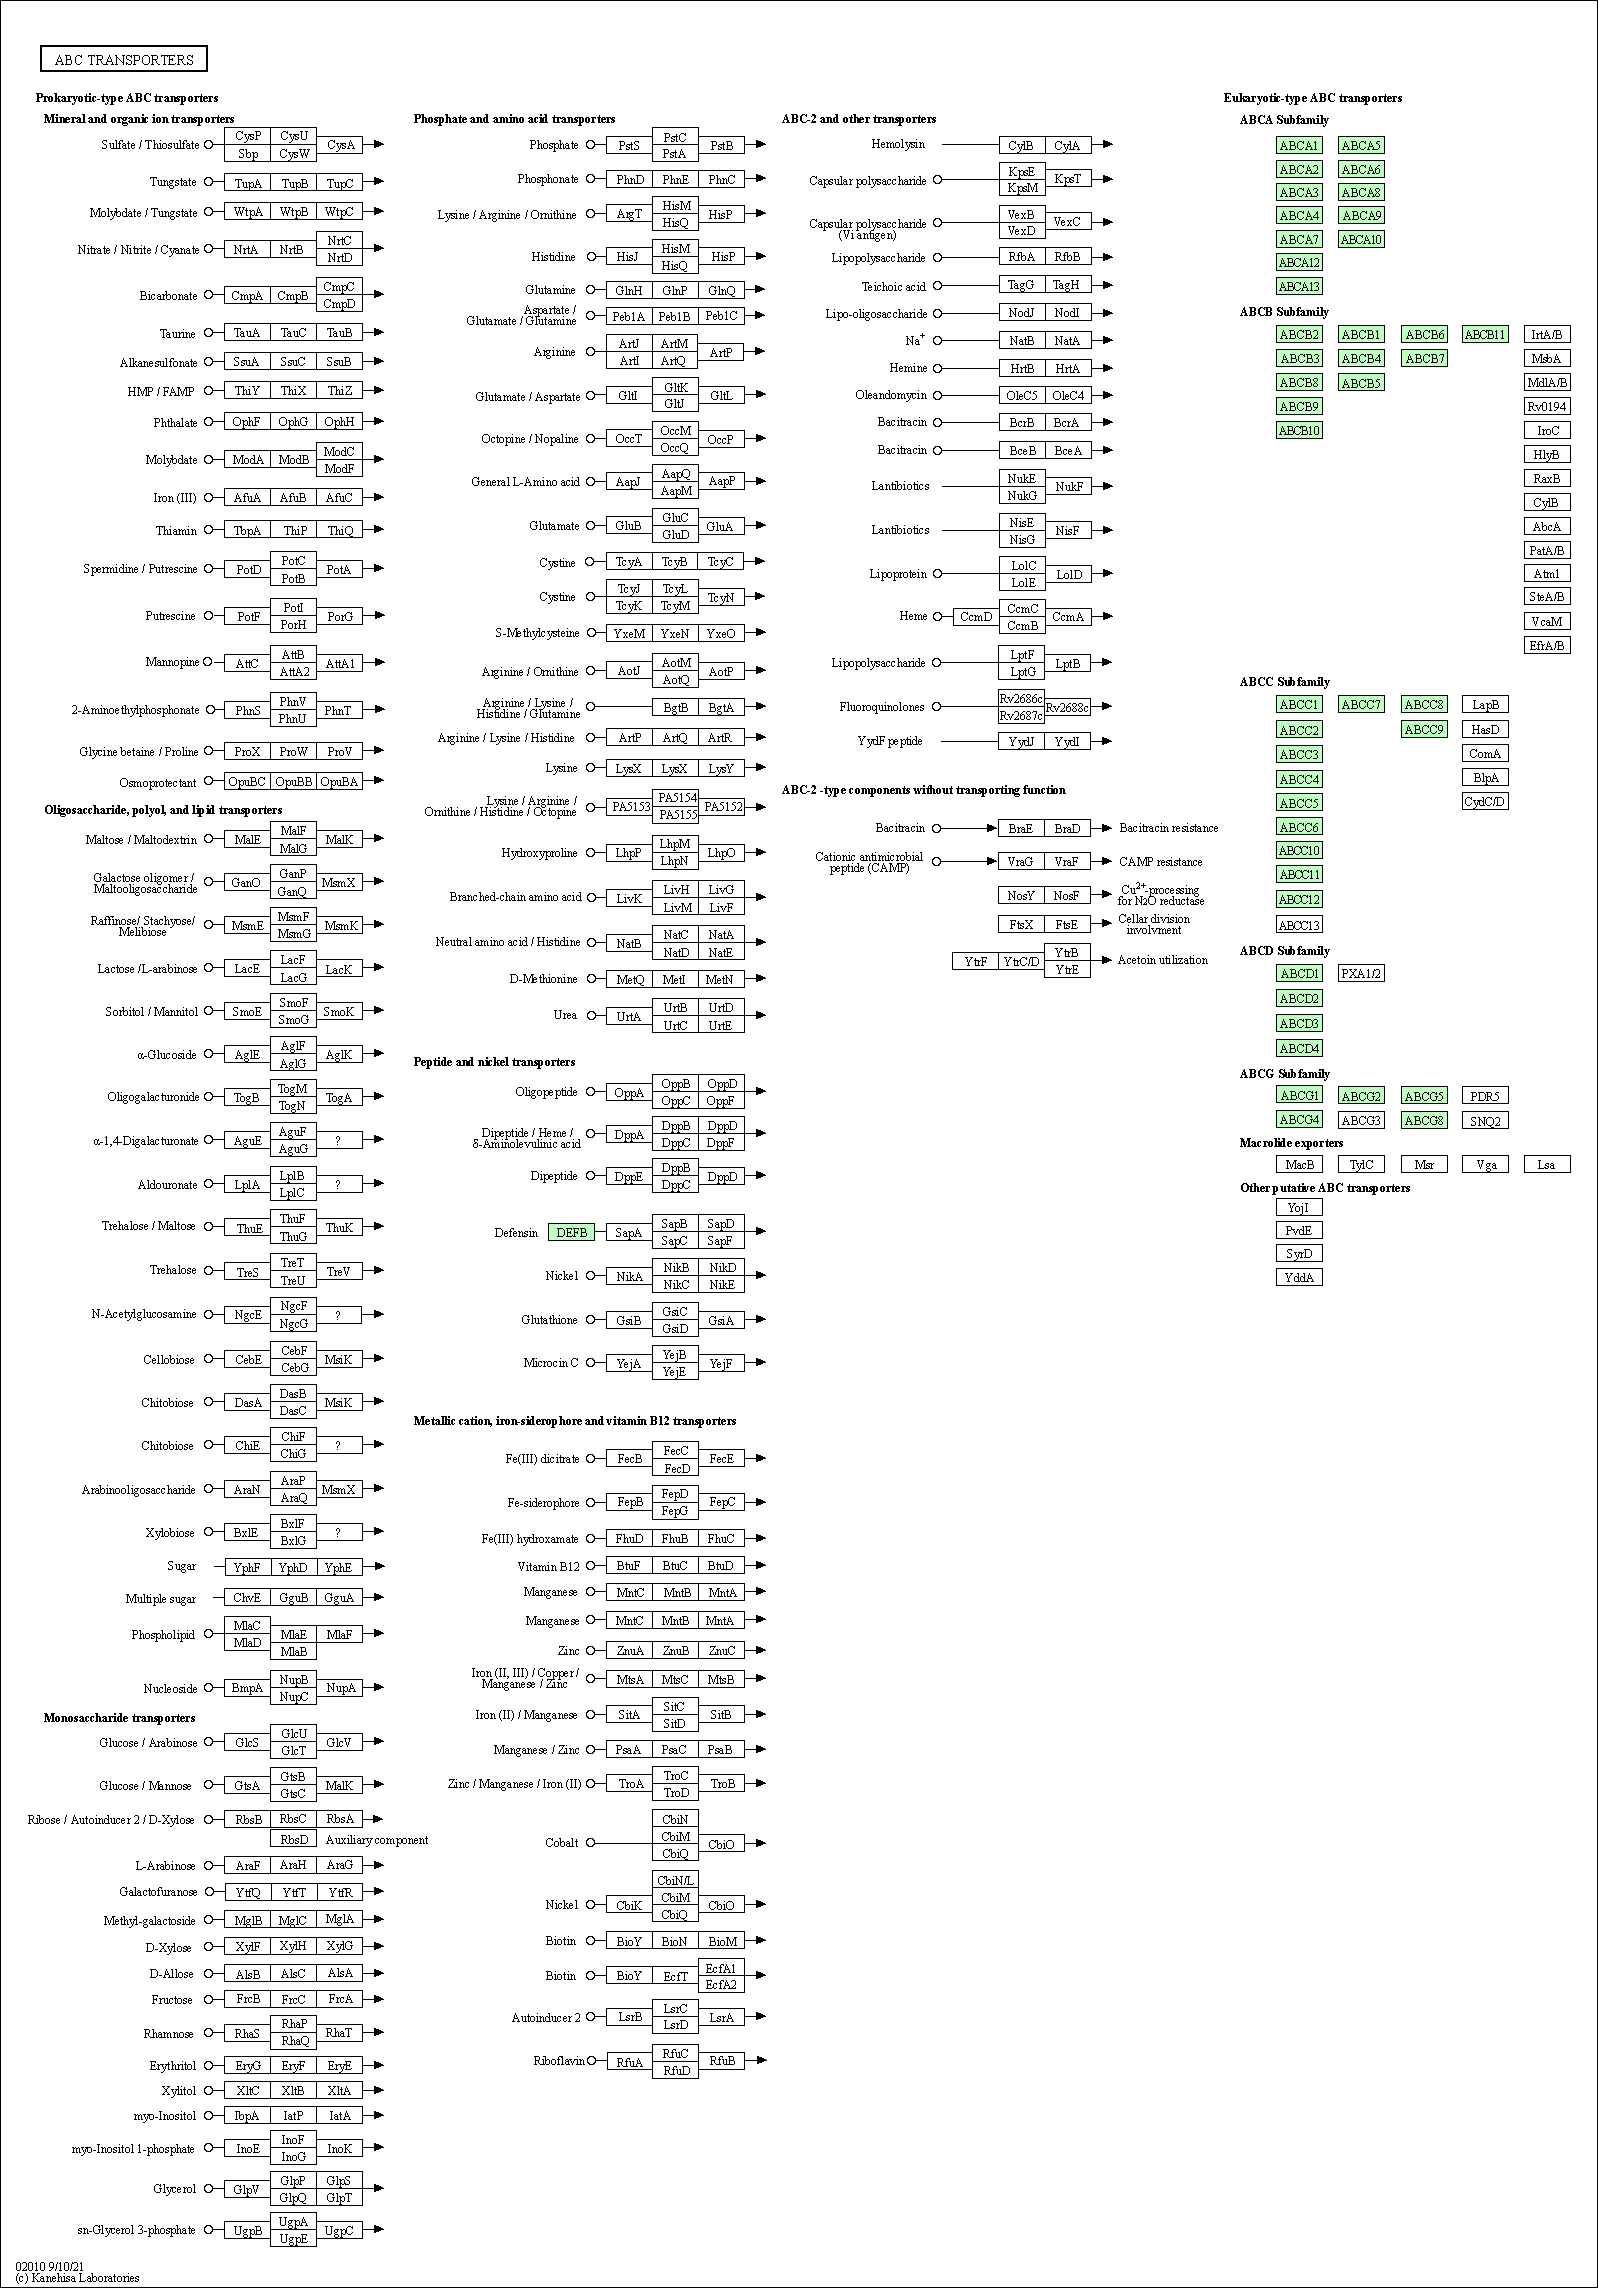 ABC TRANSPORTERS
Prokaryotic-type ABC transporters
Mineral and organic ion transporters
Sulfate / Thiosulfate CysP CysU CysA
Sbp CysW
Tungstate TupA TupB TupC
Molybdate / Tungstate WtpA WtpB WtpC
Nitrate / Nitrite / Cyanate NrtA NrtB NrtC
NrtD
Bicarbonate CmpA CmpB CmpC
CmpD
Taurine TauA TauC TauB
Alkanesulfonate SsuA SsuC SsuB
HMP / FAMP ThiY ThiX ThiZ
Phthalate OphF OphG OphH
Molybdate ModA ModB ModC
ModF
Iron (III) AfuA AfuB AfuC
Thiamin TbpA ThiP ThiQ
Spermidine / Putrescine PotD PotC PotA
PotB
Putrescine PotF PotI PorG
PorH
Mannopine AttC AttB AttA1
AttA2
2-Aminoethylphosphonate PhnS PhnV PhnT
PhnU
Glycine betaine / Proline ProX ProW ProV
Osmoprotectant OpuBC OpuBB OpuBA
Oligosaccharide, polyol, and lipid transporters
Maltose / Maltodextrin MalE MalF MalK
MalG
Galactose oligomer / Maltooligosaccharide GanO GanP MsmX
GanQ
Raffinose/ Stachyose/ Melibiose MsmE MsmF MsmK
MsmG
Lactose /L-arabinose LacE LacF LacK
LacG
Sorbitol / Mannitol SmoE SmoF SmoK
SmoG
α-Glucoside AglE AglF AglK
AglG
Oligogalacturonide TogB TogM TogA
TogN
α-1,4-Digalacturonate AguE AguF ?
AguG
Aldouronate LplA LplB ?
LplC
Trehalose / Maltose ThuE ThuF ThuK
ThuG
Trehalose TreS TreT TreV
TreU
N-Acetylglucosamine NgcE NgcF ?
NgcG
Cellobiose CebE CebF MsiK
CebG
Chitobiose DasA DasB MsiK
DasC
Chitobiose ChiE ChiF ?
ChiG
Arabinooligosaccharide AraN AraP MsmX
AraQ
Xylobiose BxlE BxlF ?
BxlG
Sugar YphF YphD YphE
Multiple sugar ChvE GguB GguA
Phospholipid MlaC MlaE MlaF
MlaD MlaB
Nucleoside BmpA NupB NupA
NupC
Monosaccharide transporters
Glucose / Arabinose GlcS GlcU GlcV
GlcT
Glucose / Mannose GtsA GtsB MalK
GtsC
Ribose / Autoinducer 2 / D-Xylose RbsB RbsC RbsA
RbsD Auxiliary component
L-Arabinose AraF AraH AraG
Galactofuranose YtfQ YtfT YtfR
Methyl-galactoside MglB MglC MglA
D-Xylose XylF XylH XylG
D-Allose AlsB AlsC AlsA
Fructose FrcB FrcC FrcA
Rhamnose RhaS RhaP RhaT
RhaQ
Erythritol EryG EryF EryE
Xylitol XltC XltB XltA
myo-Inositol IbpA IatP IatA
myo-Inositol 1-phosphate InoE InoF InoK
InoG
Glycerol GlpV GlpP GlpS
GlpQ GlpT
sn-Glycerol 3-phosphate UgpB UgpA UgpC
UgpE
Phosphate and amino acid transporters
Phosphate PstS PstC PstB
PstA
Phosphonate PhnD PhnE PhnC
Lysine / Arginine / Ornithine ArgT HisM HisP
HisQ
Histidine HisJ HisM HisP
HisQ
Glutamine GlnH GlnP GlnQ
Aspartate / Glutamate / Glutamine Peb1A Peb1B Peb1C
Arginine ArtJ ArtM ArtP
ArtI ArtQ
Glutamate / Aspartate GltI GltK GltL
GltJ
Octopine / Nopaline OccT OccM OccP
OccQ
General L-Amino acid AapJ AapQ AapP
AapM
Glutamate GluB GluC GluA
GluD
Cystine TcyA TcyB TcyC
Cystine TcyJ TcyL TcyN
TcyK TcyM
S-Methylcysteine YxeM YxeN YxeO
Arginine / Ornithine AotJ AotM AotP
AotQ
Arginine / Lysine / Histidine / Glutamine BgtB BgtA
Arginine / Lysine / Histidine ArtP ArtQ ArtR
Lysine LysX LysX LysY
Lysine / Arginine / Ornithine / Histidine / Octopine PA5153 PA5154 PA5152
PA5155
Hydroxyproline LhpP LhpM LhpO
LhpN
Branched-chain amino acid LivK LivH LivG
LivM LivF
Neutral amino acid / Histidine NatB NatC NatA
NatD NatE
D-Methionine MetQ MetI MetN
Urea UrtA UrtB UrtD
UrtC UrtE
Peptide and nickel transporters
Oligopeptide OppA OppB OppD
OppC OppF
Dipeptide / Heme / δ-Aminolevulinic acid DppA DppB DppD
DppC DppF
Dipeptide DppE DppB DppD
DppC
Defensin DEFB SapA SapB SapD
SapC SapF
Nickel NikA NikB NikD
NikC NikE
Glutathione GsiB GsiC GsiA
GsiD
Microcin C YejA YejB YejF
YejE
Metallic cation, iron-siderophore and vitamin B12 transporters
Fe(III) dicitrate FecB FecC FecE
FecD
Fe-siderophore FepB FepD FepC
FepG
Fe(III) hydroxamate FhuD FhuB FhuC
Vitamin B12 BtuF BtuC BtuD
Manganese MntC MntB MntA
Manganese MntC MntB MntA
Zinc ZnuA ZnuB ZnuC
Iron (II, III) / Copper / Manganese / Zinc MtsA MtsC MtsB
Iron (II) / Manganese SitA SitC SitB
SitD
Manganese / Zinc PsaA PsaC PsaB
Zinc / Manganese / Iron (II) TroA TroC TroB
TroD
Cobalt CbiN
CbiM CbiO
CbiQ
Nickel CbiN/L
CbiK CbiM CbiO
CbiQ
Biotin BioY BioN BioM
Biotin BioY EcfT EcfA1
EcfA2
Autoinducer 2 LsrB LsrC LsrA
LsrD
Riboflavin RfuA RfuC RfuB
RfuD
ABC-2 and other transporters
Hemolysin CylB CylA
Capsular polysaccharide KpsE KpsT
KpsM
Capsular polysaccharide (Vi antigen) VexB VexC
VexD
Lipopolysaccharide RfbA RfbB
Teichoic acid TagG TagH
Lipo-oligosaccharide NodJ NodI
Na+ NatB NatA
Hemine HrtB HrtA
Oleandomycin OleC5 OleC4
Bacitracin BcrB BcrA
Bacitracin BceB BceA
Lantibiotics NukE NukF
NukG
Lantibiotics NisE NisF
NisG
Lipoprotein LolC LolD
LolE
Heme CcmD CcmC CcmA
CcmB
Lipopolysaccharide LptF LptB
LptG
Fluoroquinolones Rv2686c Rv2688c
Rv2687c
YydF peptide YydJ YydI
ABC-2 -type components without transporting function
Bacitracin BraE BraD Bacitracin resistance
Cationic antimicrobial peptide (CAMP) VraG VraF CAMP resistance
NosY NosF Cu2+-processing for N2O reductase
FtsX FtsE Cellar division involvment
YtrF YtrC/D YtrB Acetoin utilization
YtrE
Eukaryotic-type ABC transporters
ABCA Subfamily
ABCA1 ABCA5
ABCA2 ABCA6
ABCA3 ABCA8
ABCA4 ABCA9
ABCA7 ABCA10
ABCA12
ABCA13
ABCB Subfamily
ABCB2 ABCB1 ABCB6 ABCB11 IrtA/B
ABCB3 ABCB4 ABCB7 MsbA
ABCB8 ABCB5 MdlA/B
ABCB9 Rv0194
ABCB10 IroC
HlyB
RaxB
CylB
AbcA
PatA/B
Atm1
SteA/B
VcaM
EfrA/B
ABCC Subfamily
ABCC1 ABCC7 ABCC8 LapB
ABCC2 ABCC9 HasD
ABCC3 ComA
ABCC4 BlpA
ABCC5 CydC/D
ABCC6
ABCC10
ABCC11
ABCC12
ABCC13
ABCD Subfamily
ABCD1 PXA1/2
ABCD2
ABCD3
ABCD4
ABCG Subfamily
ABCG1 ABCG2 ABCG5 PDR5
ABCG4 ABCG3 ABCG8 SNQ2
Macrolide exporters
MacB TylC Msr Vga Lsa
Other putative ABC transporters
YojI
PvdE
SyrD
YddA
02010 9/10/21
(c) Kanehisa Laboratories